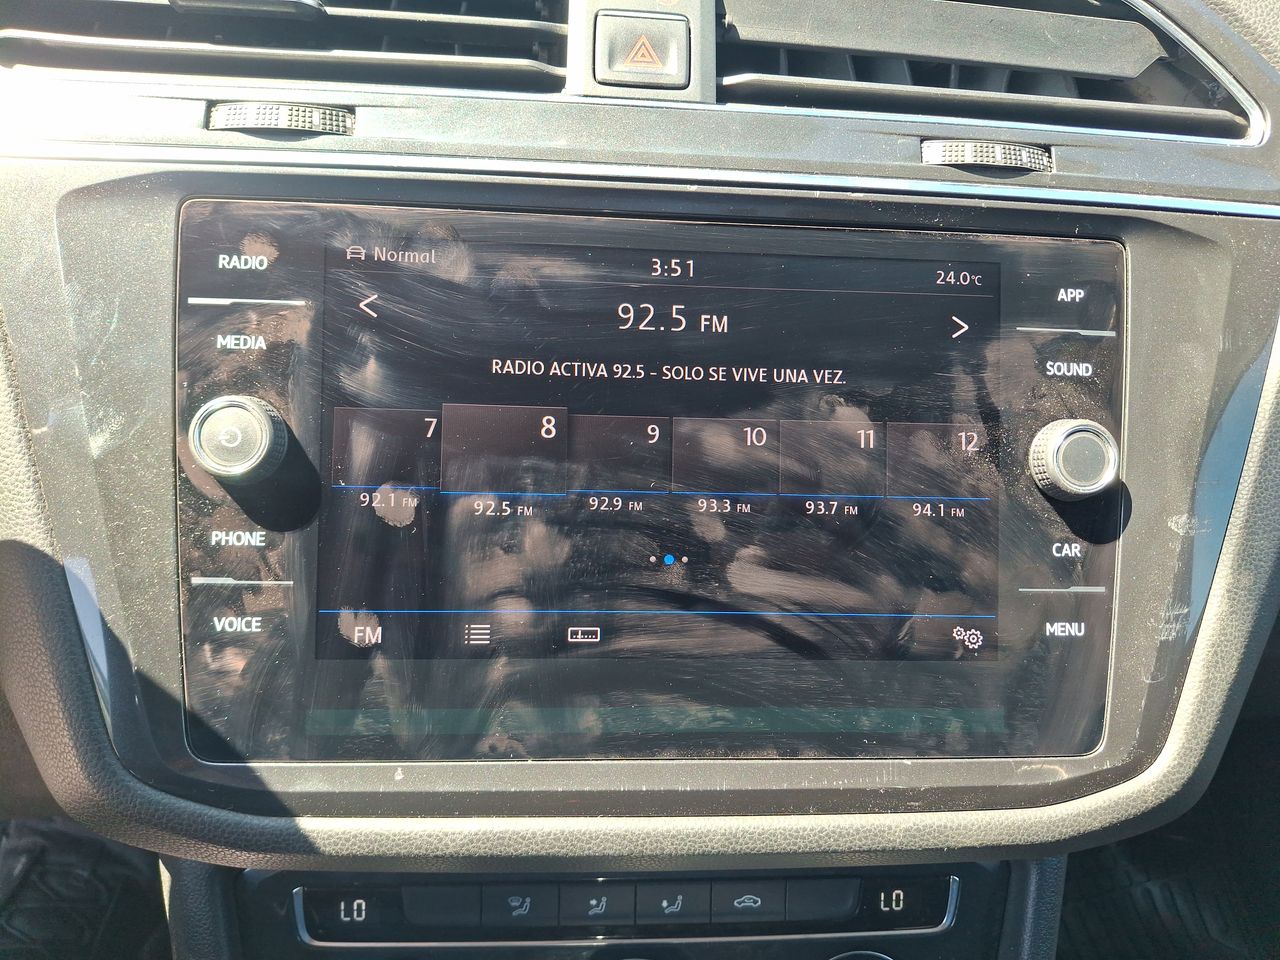 RADIO
MEDIA
PHONE
VOICE
Normal
3:51
24.0°C
92.5 FM
RADIO ACTIVA 92.5 - SOLO SE VIVE UNA VEZ.
7 8 9 10 11 12
92.1 FM 92.5 FM 92.9 FM 93.3 FM 93.7 FM 94.1 FM
FM
APP
SOUND
CAR
MENU
LO LO